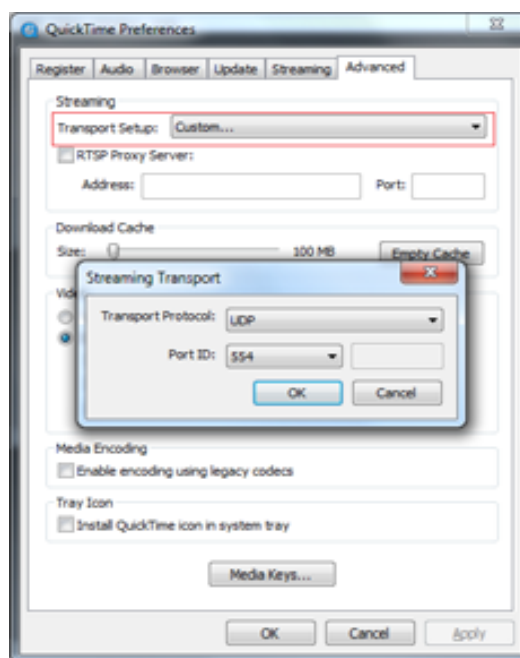 QuickTime Preferences
Register Audio Browser Update Streaming Advanced
Streaming
Transport Setup: Custom...
RTSP Proxy Server:
Address: Port:
Download Cache
Size: 100 MB Empty Cache
Streaming Transport
Transport Protocol: UDP
Port ID: 554
OK Cancel
Media Encoding
Enable encoding using legacy codecs
Tray Icon
Install QuickTime icon in system tray
Media Keys...
OK Cancel Apply